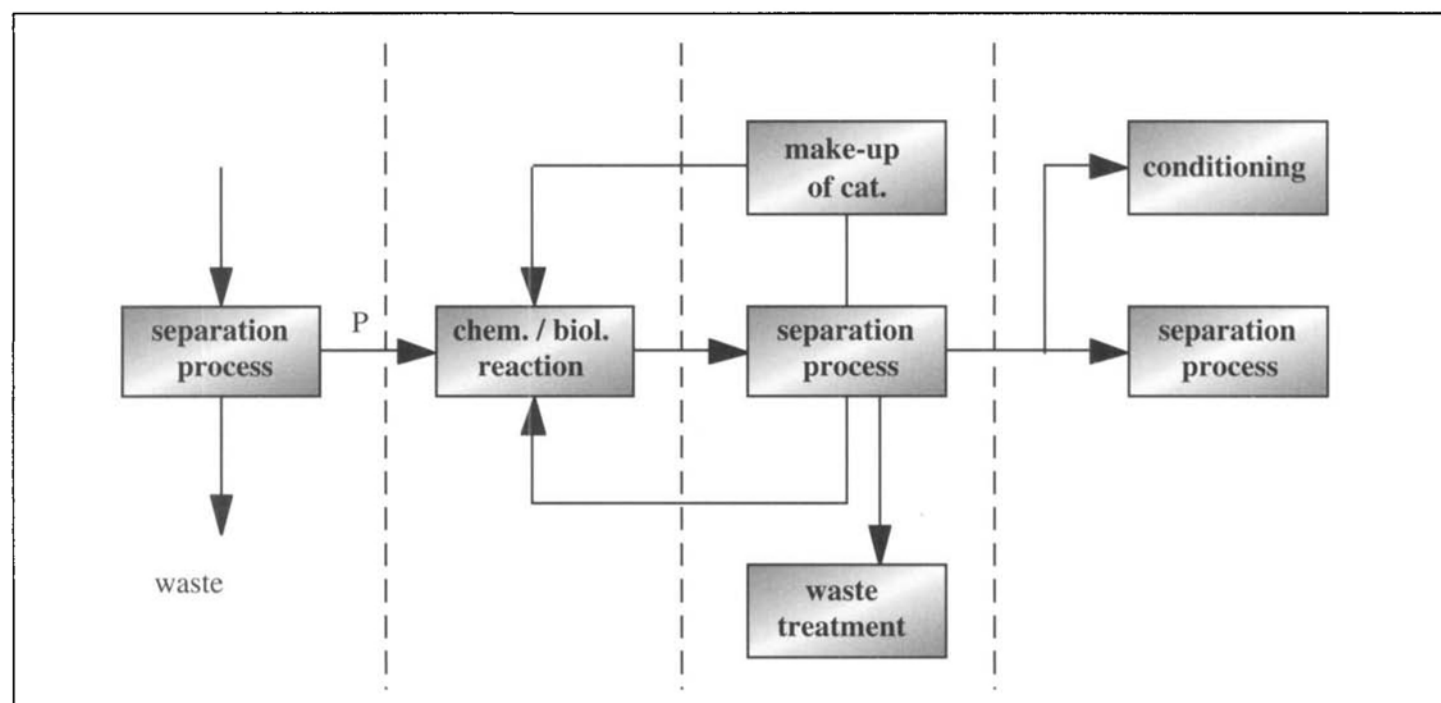 make-up
of cat.
conditioning
separation
process
P
chem. / biol.
reaction
separation
process
separation
process
waste
waste
treatment